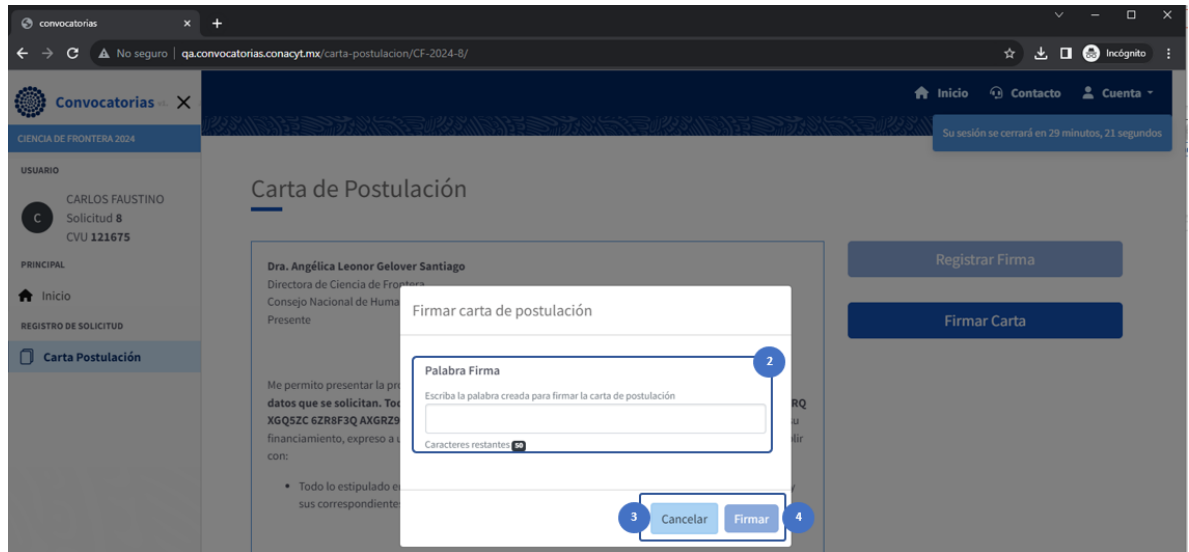 convocatorias
No seguro qa.convocatorias.conacyt.mx/carta-postulacion/CF-2024-8/
Incógnito
Convocatorias
Inicio Contacto Cuenta
CIENCIA DE FRONTERA 2024
Su sesión se cerrará en 29 minutos, 21 segundos
USUARIO
C
CARLOS FAUSTINO
Solicitud 8
CVU 121675
PRINCIPAL
Inicio
REGISTRO DE SOLICITUD
Carta Postulación
Carta de Postulación
Dra. Angélica Leonor Gelover Santiago
Directora de Ciencia de Frontera
Consejo Nacional de Huma
Presente
Me permito presentar la pr
datos que se solicitan. Toc
RQ
XGQ5ZC 6ZR8F3Q AXGRZ9
su
financiamiento, expreso a u
lir
con:
Todo lo estipulado e
y
sus correspondiente
Registrar Firma
Firmar Carta
Firmar carta de postulación
2
Palabra Firma
Escriba la palabra creada para firmar la carta de postulación
Caracteres restantes 50
3
Cancelar
Firmar
4